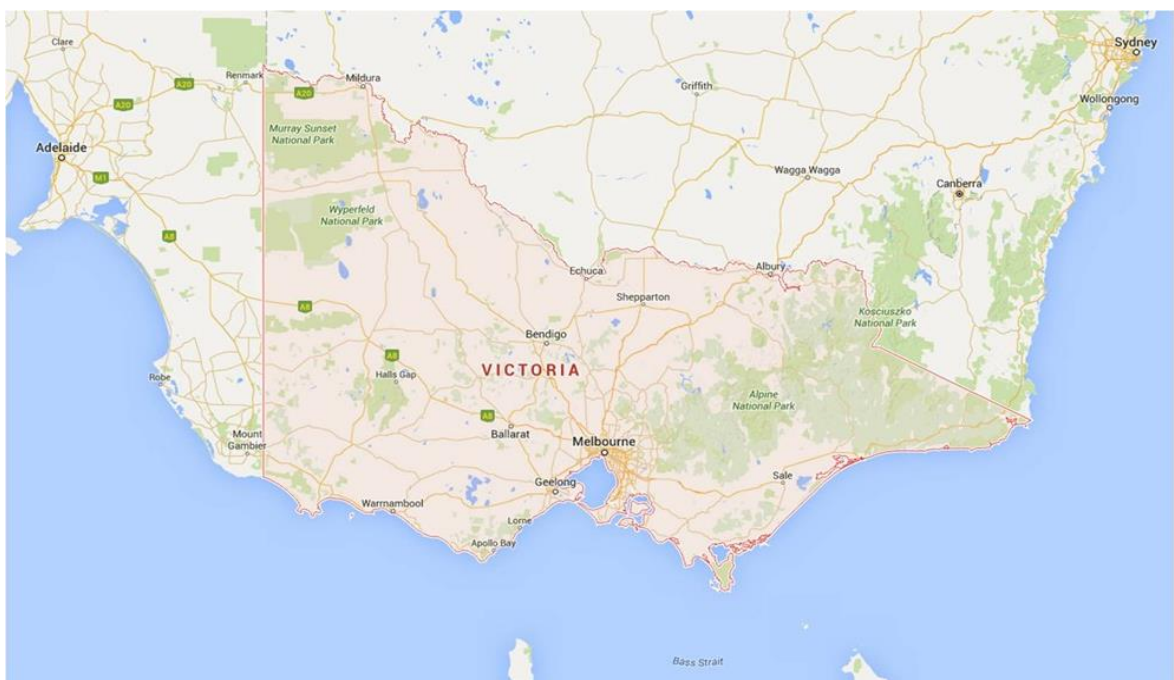 Clare
Renmark
A20
A20
Adelaide
M1
A8
Robe
Mount
Gambier
Mildura
A20
Murray Sunset
National Park
Wyperfeld
National Park
A8
A8
Halls Gap
A8
Ballarat
Warrnambool
Geelong
Lorne
Apollo Bay
Bendigo
VICTORIA
Melbourne
Echuca
Shepparton
Albury
Alpine
National Park
Sale
Kosciuszko
National Park
Griffith
Wagga Wagga
Canberra
Sydney
Wollongong
Bass Strait